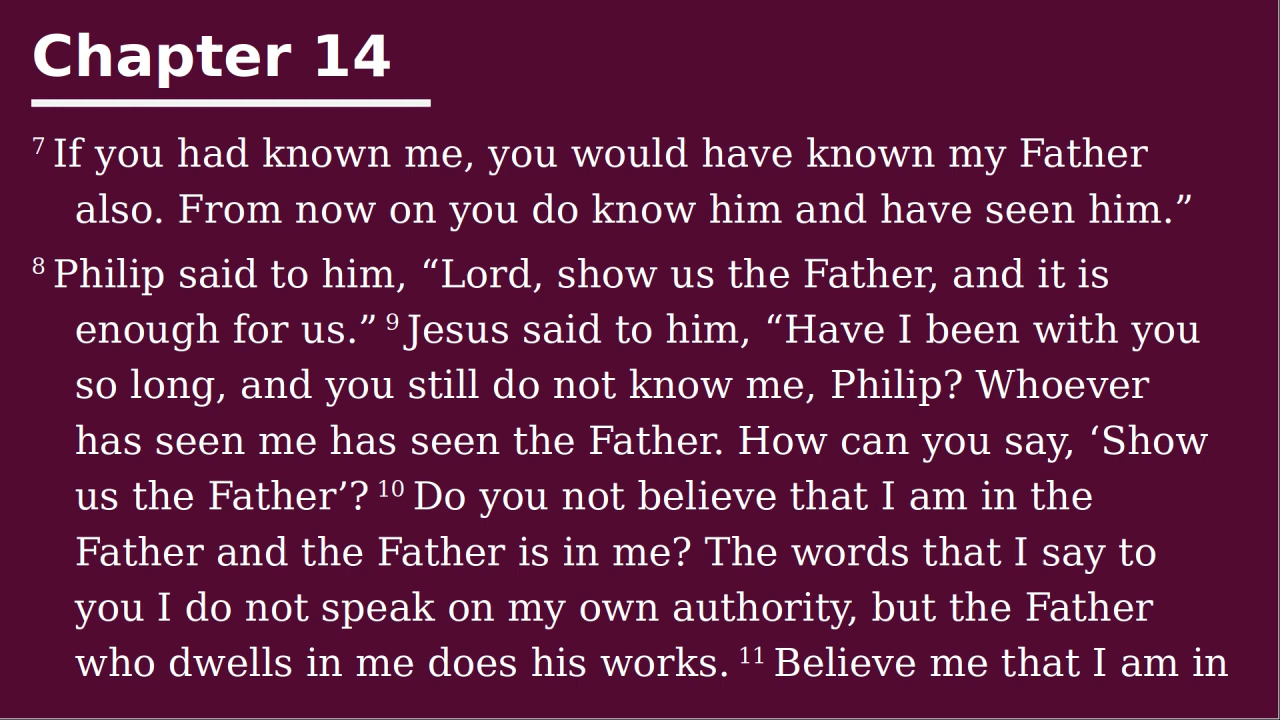 Chapter 14
7 If you had known me, you would have known my Father
also. From now on you do know him and have seen him.”
8 Philip said to him, “Lord, show us the Father, and it is
enough for us.” 9 Jesus said to him, “Have I been with you
so long, and you still do not know me, Philip? Whoever
has seen me has seen the Father. How can you say, ‘Show
us the Father’? 10 Do you not believe that I am in the
Father and the Father is in me? The words that I say to
you I do not speak on my own authority, but the Father
who dwells in me does his works. 11 Believe me that I am in